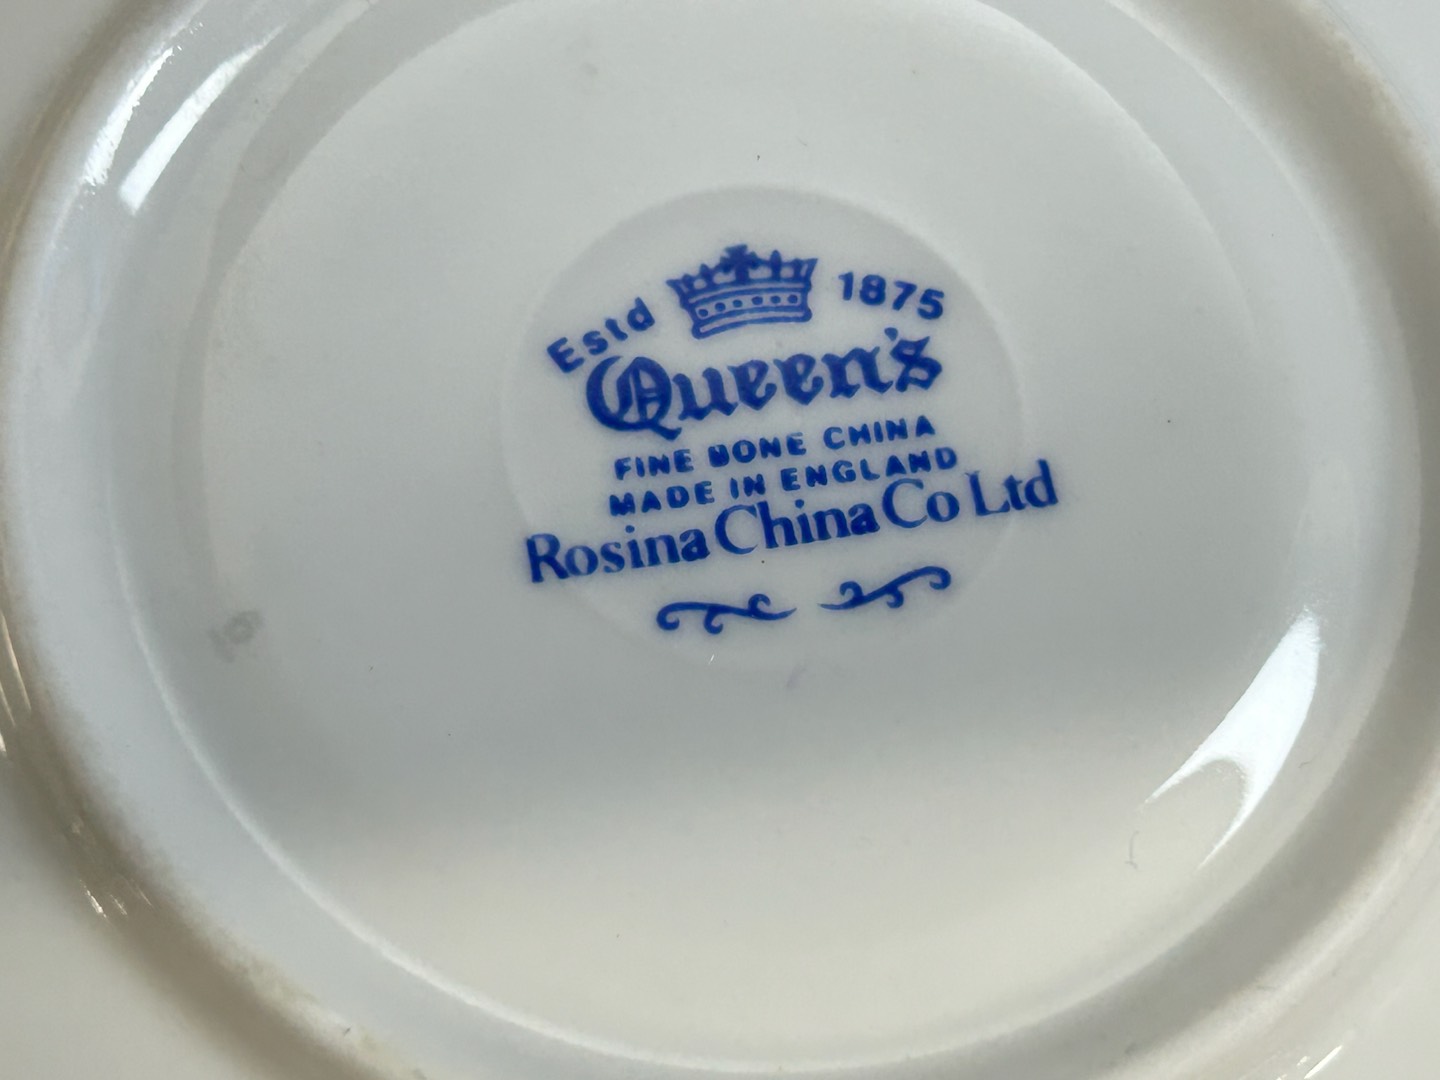 Estd 1875
Queen's
FINE BONE CHINA
MADE IN ENGLAND
Rosina China Co Ltd